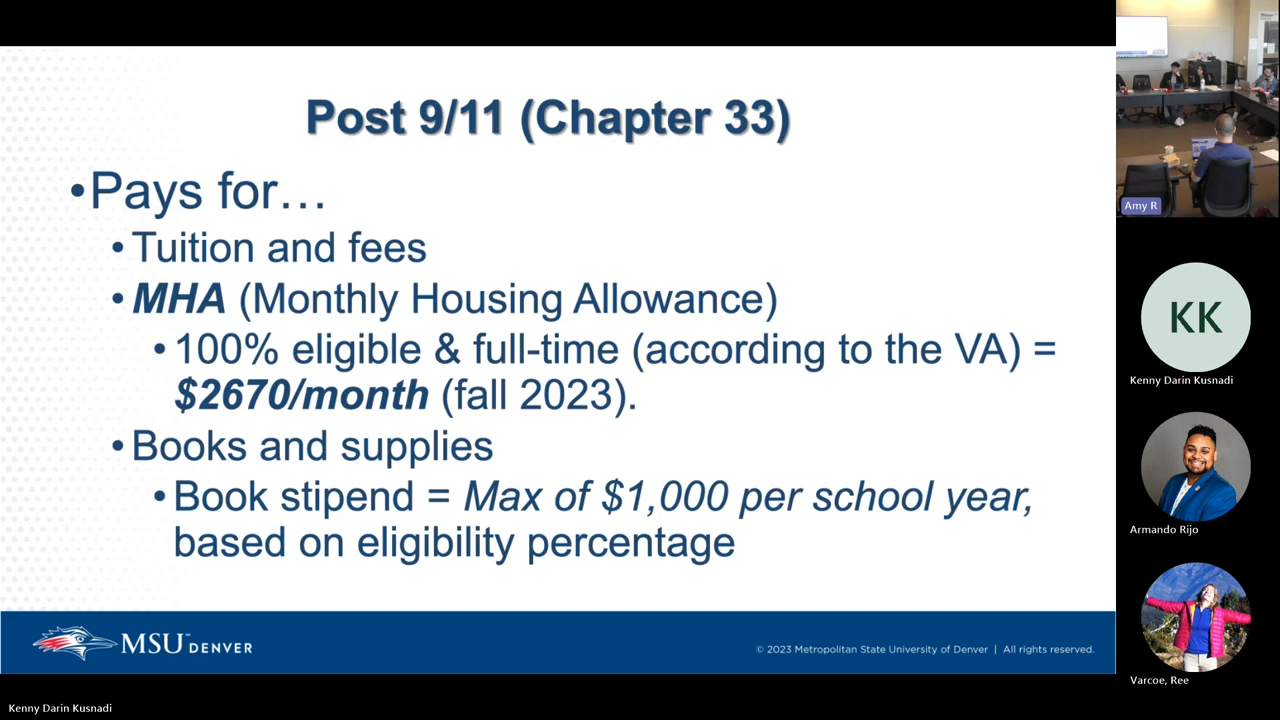 Post 9/11 (Chapter 33)
•Pays for…
• Tuition and fees
• MHA (Monthly Housing Allowance)
• 100% eligible & full-time (according to the VA) =
$2670/month (fall 2023).
• Books and supplies
• Book stipend = Max of $1,000 per school year,
based on eligibility percentage
MSU DENVER
© 2023 Metropolitan State University of Denver | All rights reserved.
Amy R
KK
Kenny Darin Kusnadi
Armando Rijo
Varcoe, Ree
Kenny Darin Kusnadi